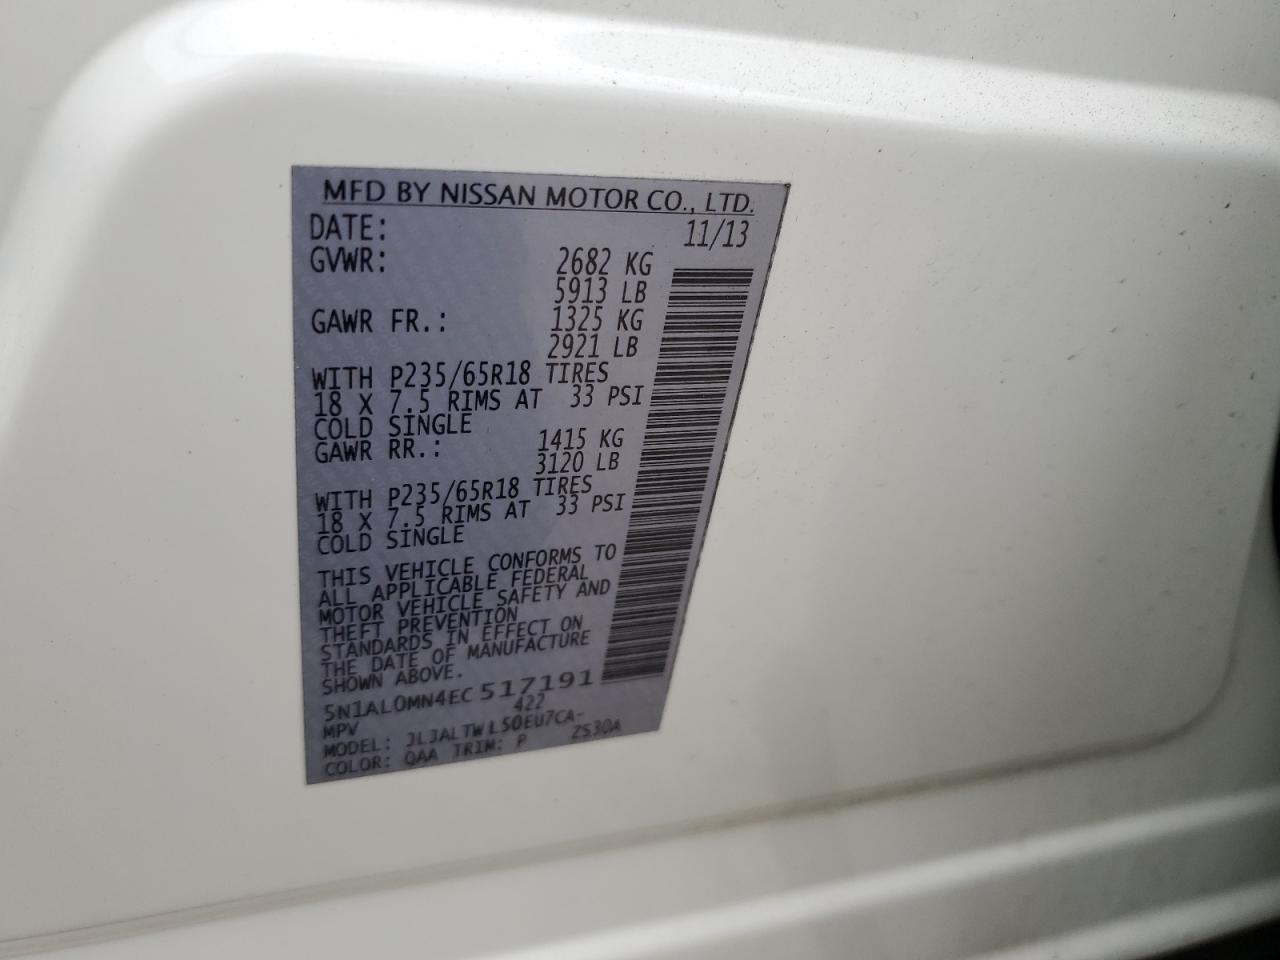 MFD BY NISSAN MOTOR CO., LTD.
DATE: 11/13
GVWR: 2682 KG
5913 LB
GAWR FR.: 1325 KG
2921 LB
WITH P235/65R18 TIRES
18 X 7.5 RIMS AT 33 PSI
COLD SINGLE
GAWR RR.: 1415 KG
3120 LB
WITH P235/65R18 TIRES
18 X 7.5 RIMS AT 33 PSI
COLD SINGLE
THIS VEHICLE CONFORMS TO
ALL APPLICABLE FEDERAL
MOTOR VEHICLE SAFETY AND
THEFT PREVENTION
STANDARDS IN EFFECT ON
THE DATE OF MANUFACTURE
SHOWN ABOVE.
5N1AL0MN4EC517191
MPV 422
MODEL: JL3ALTWL50EU7CA-
COLOR: QAA TRIM: P ZS30A